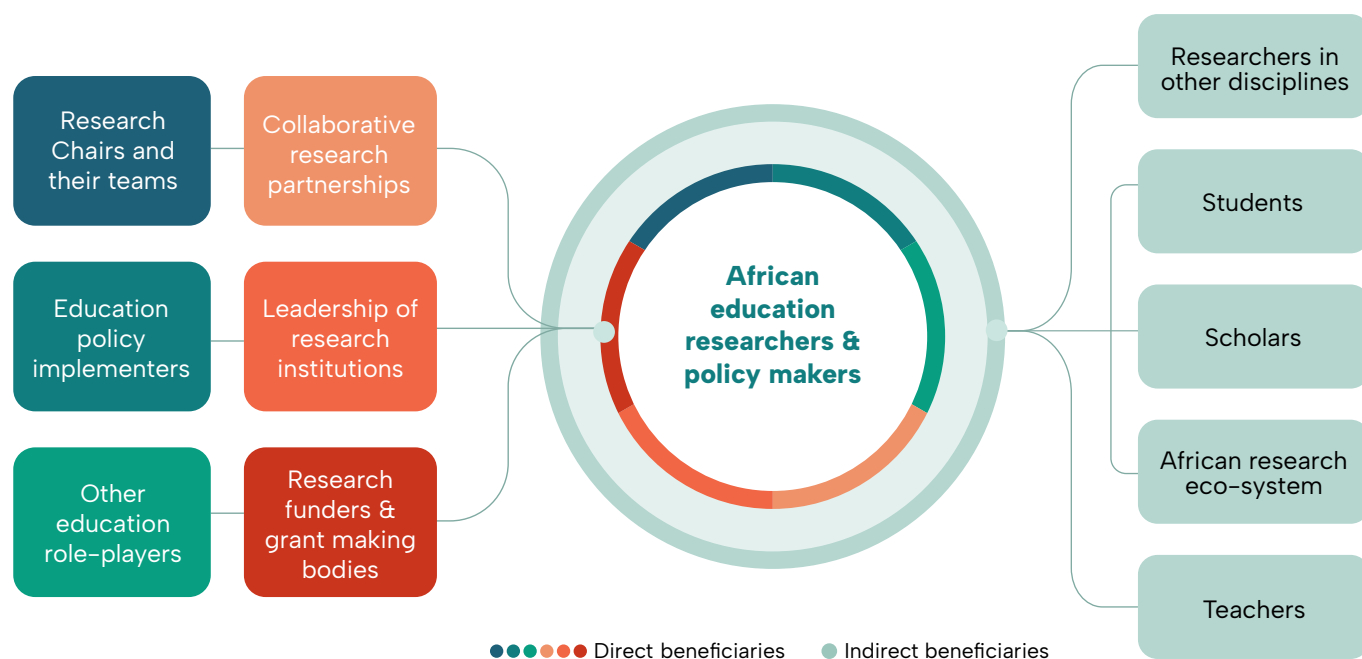 Research
Chairs and
their teams
Collaborative
research
partnerships
Education
policy
implementers
Leadership of
research
institutions
Other
education
role-players
Research
funders &
grant making
bodies
African
education
researchers &
policy makers
Researchers in
other disciplines
Students
Scholars
African research
eco-system
Teachers
Direct beneficiaries
Indirect beneficiaries